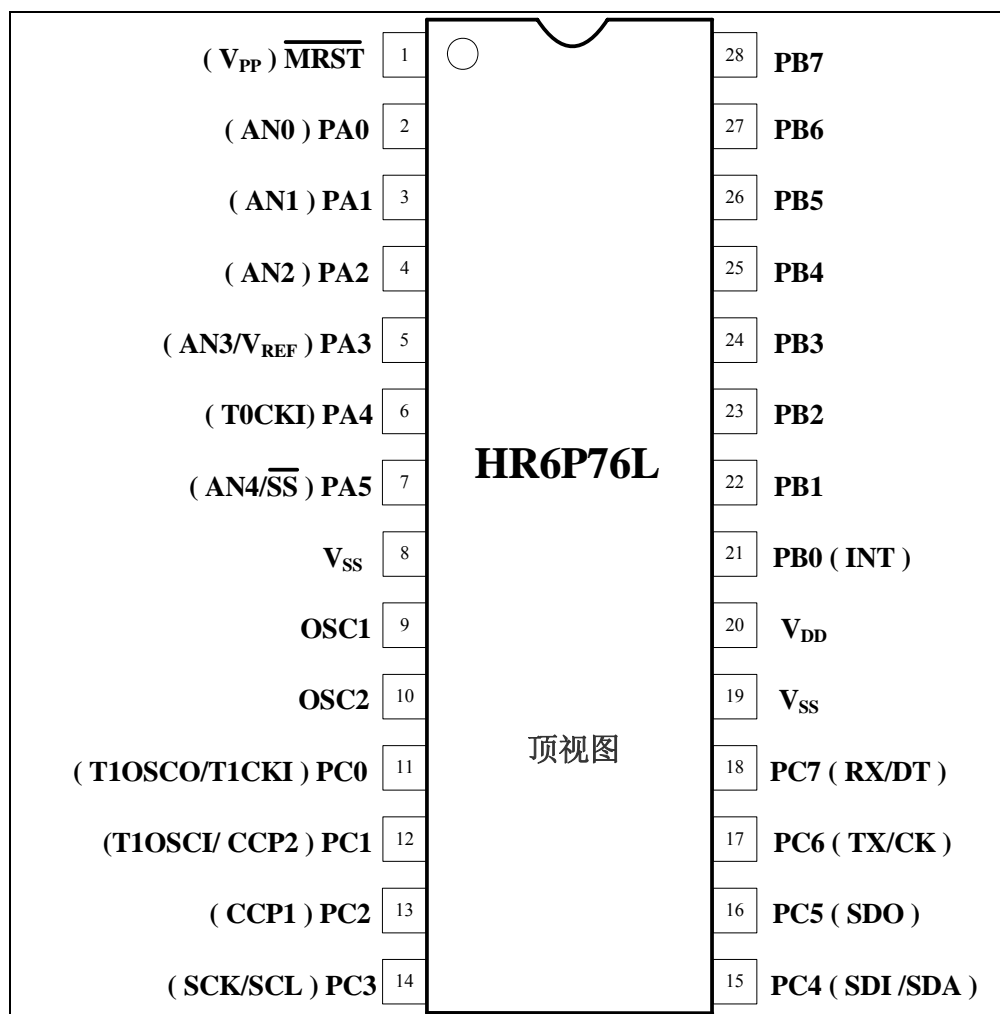 ( VPP ) MRST 1 28 PB7
( AN0 ) PA0 2 27 PB6
( AN1 ) PA1 3 26 PB5
( AN2 ) PA2 4 25 PB4
( AN3/VREF ) PA3 5 24 PB3
( T0CKI) PA4 6 23 PB2
HR6P76L
( AN4/SS ) PA5 7 22 PB1
VSS 8 21 PB0 ( INT )
OSC1 9 20 VDD
OSC2 10 19 VSS
顶视图
( T1OSCO/T1CKI ) PC0 11 18 PC7 ( RX/DT )
(T1OSCI/ CCP2 ) PC1 12 17 PC6 ( TX/CK )
( CCP1 ) PC2 13 16 PC5 ( SDO )
( SCK/SCL ) PC3 14 15 PC4 ( SDI /SDA )